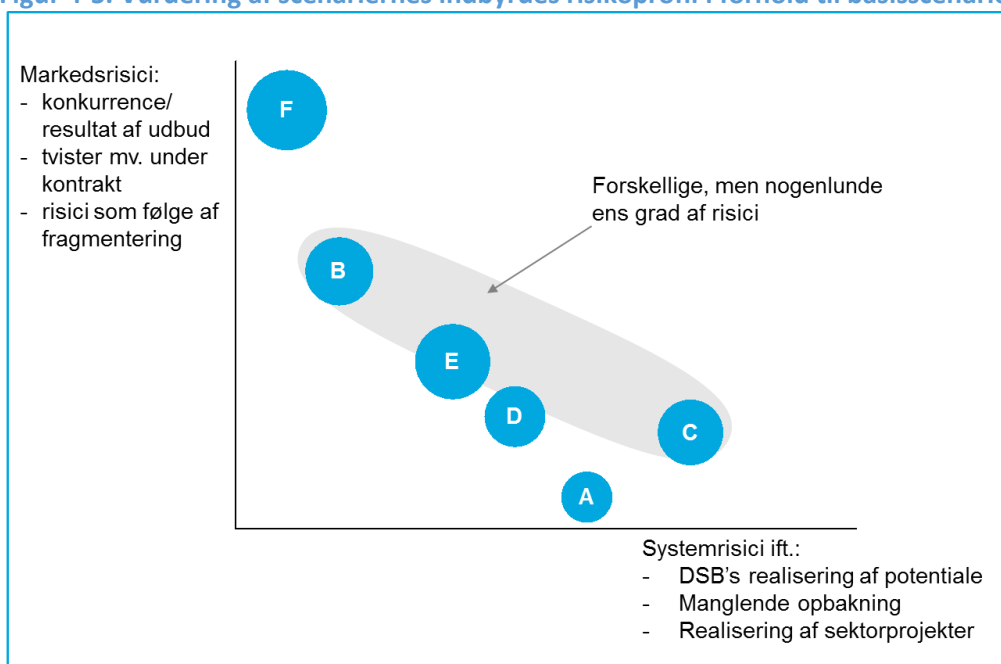 Markedsrisici:
- konkurrence/
resultat af udbud
- tvister mv. under
kontrakt
- risici som følge af
fragmentering
F
Forskellige, men nogenlunde
ens grad af risici
B
E
D
C
A
Systemrisici ift.:
- DSB's realisering af potentiale
- Manglende opbakning
- Realisering af sektorprojekter